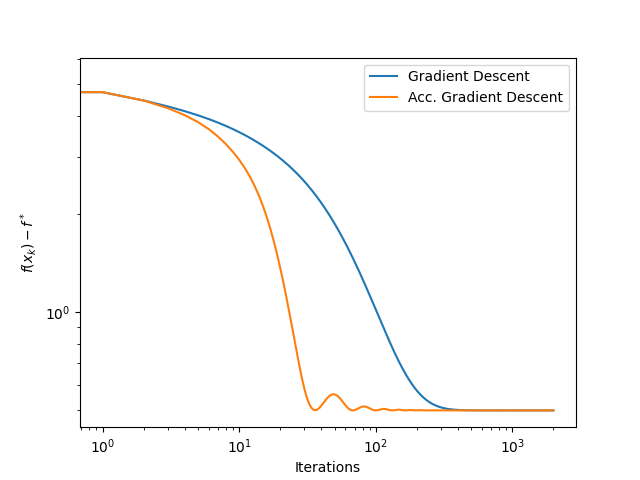 Gradient Descent
Acc. Gradient Descent
f(x_k) − f*
10^0
10^0 10^1 10^2 10^3
Iterations